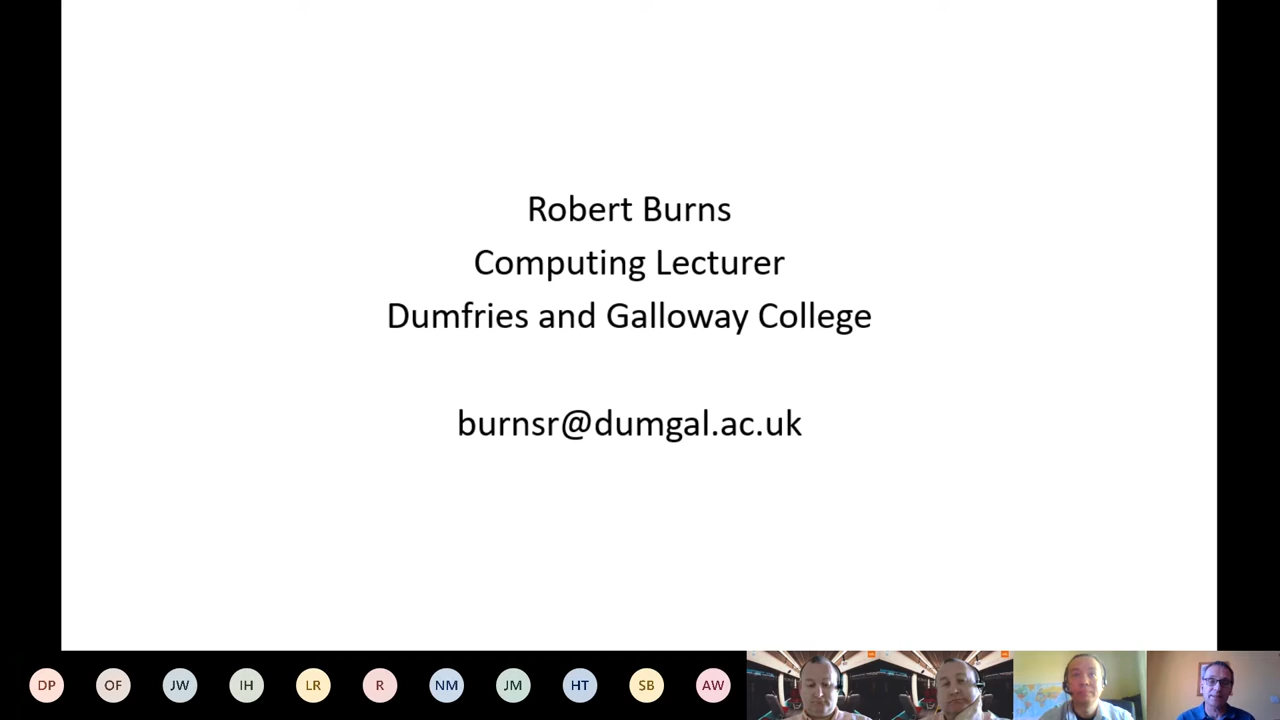 Robert Burns
Computing Lecturer
Dumfries and Galloway College
burnsr@dumgal.ac.uk
DP OF JW IH LR R NM JM HT SB AW